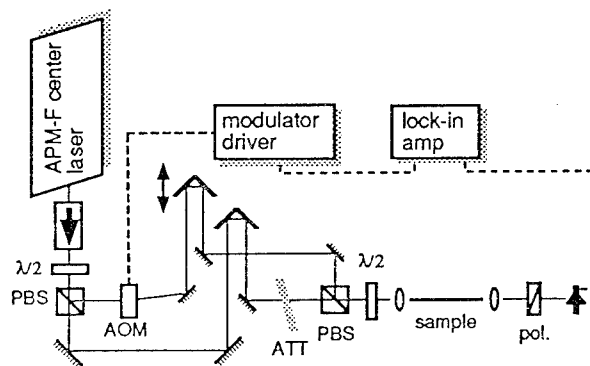 APM-F center
laser
modulator
driver
lock-in
amp
λ/2
PBS
AOM
ATT
PBS
λ/2
sample
pol.